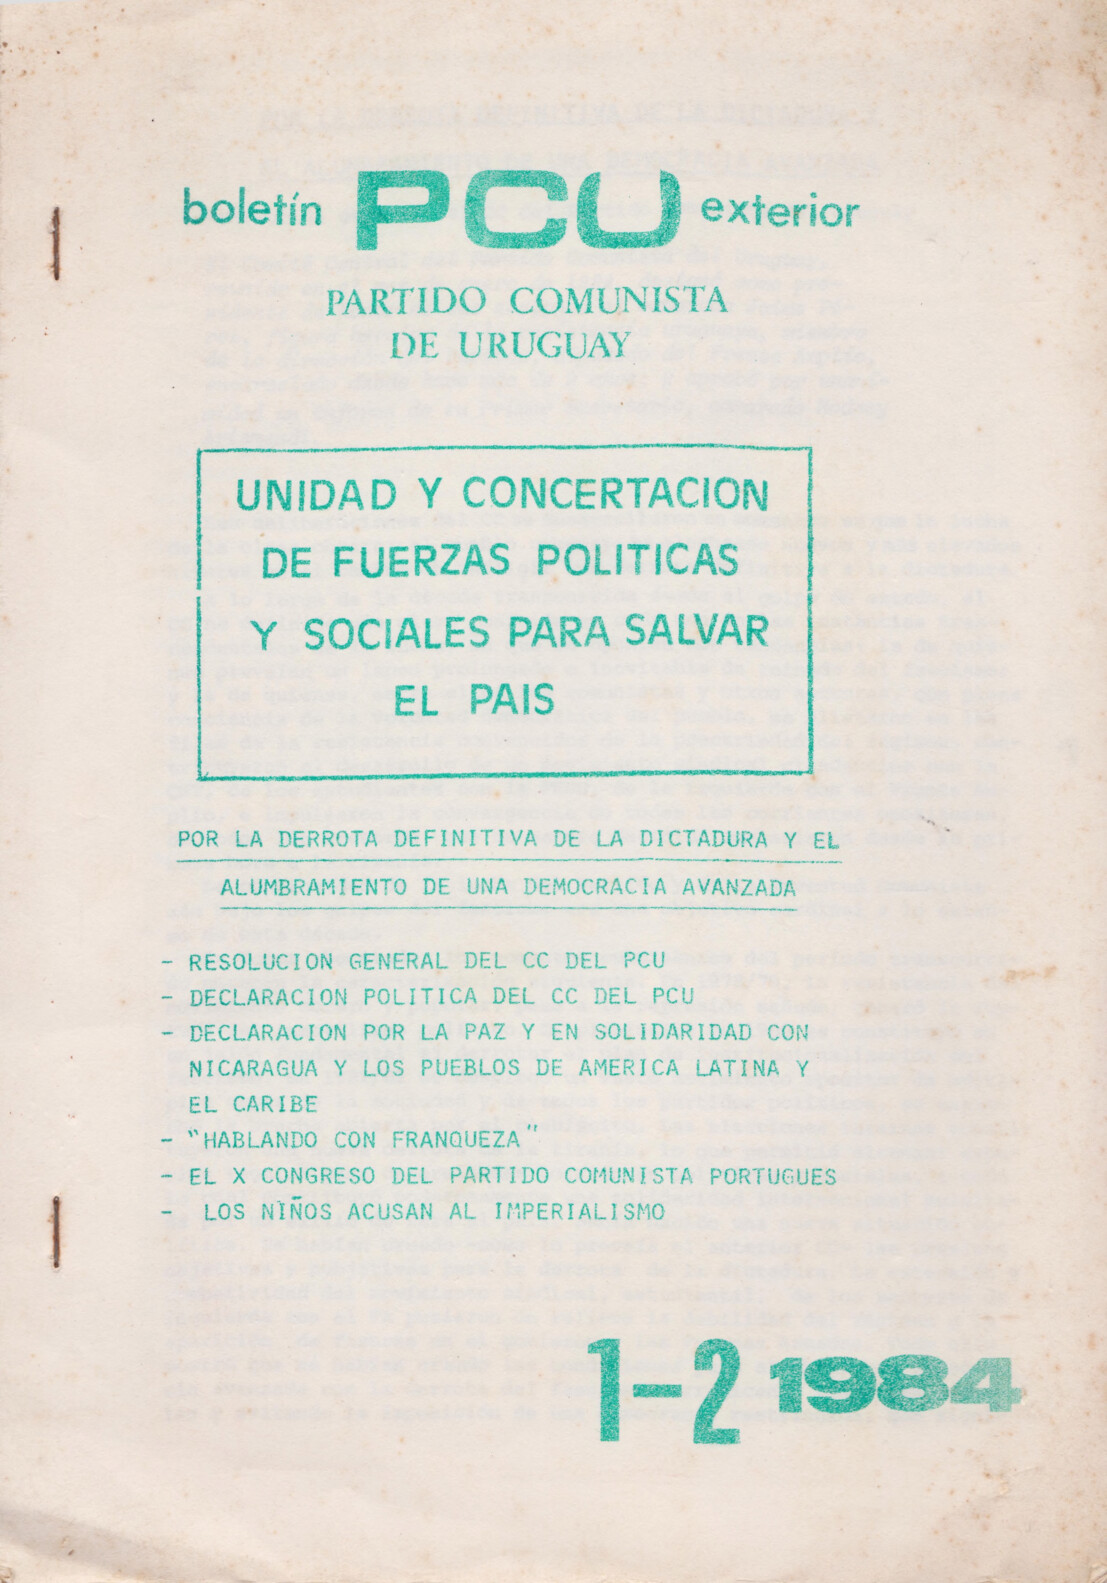 boletín PCU exterior
PARTIDO COMUNISTA
DE URUGUAY
UNIDAD Y CONCERTACION
DE FUERZAS POLITICAS
Y SOCIALES PARA SALVAR
EL PAIS
POR LA DERROTA DEFINITIVA DE LA DICTADURA Y EL
ALUMBRAMIENTO DE UNA DEMOCRACIA AVANZADA
- RESOLUCION GENERAL DEL CC DEL PCU
- DECLARACION POLITICA DEL CC DEL PCU
- DECLARACION POR LA PAZ Y EN SOLIDARIDAD CON
NICARAGUA Y LOS PUEBLOS DE AMERICA LATINA Y
EL CARIBE
- "HABLANDO CON FRANQUEZA"
- EL X CONGRESO DEL PARTIDO COMUNISTA PORTUGUES
- LOS NIÑOS ACUSAN AL IMPERIALISMO
1-2 1984